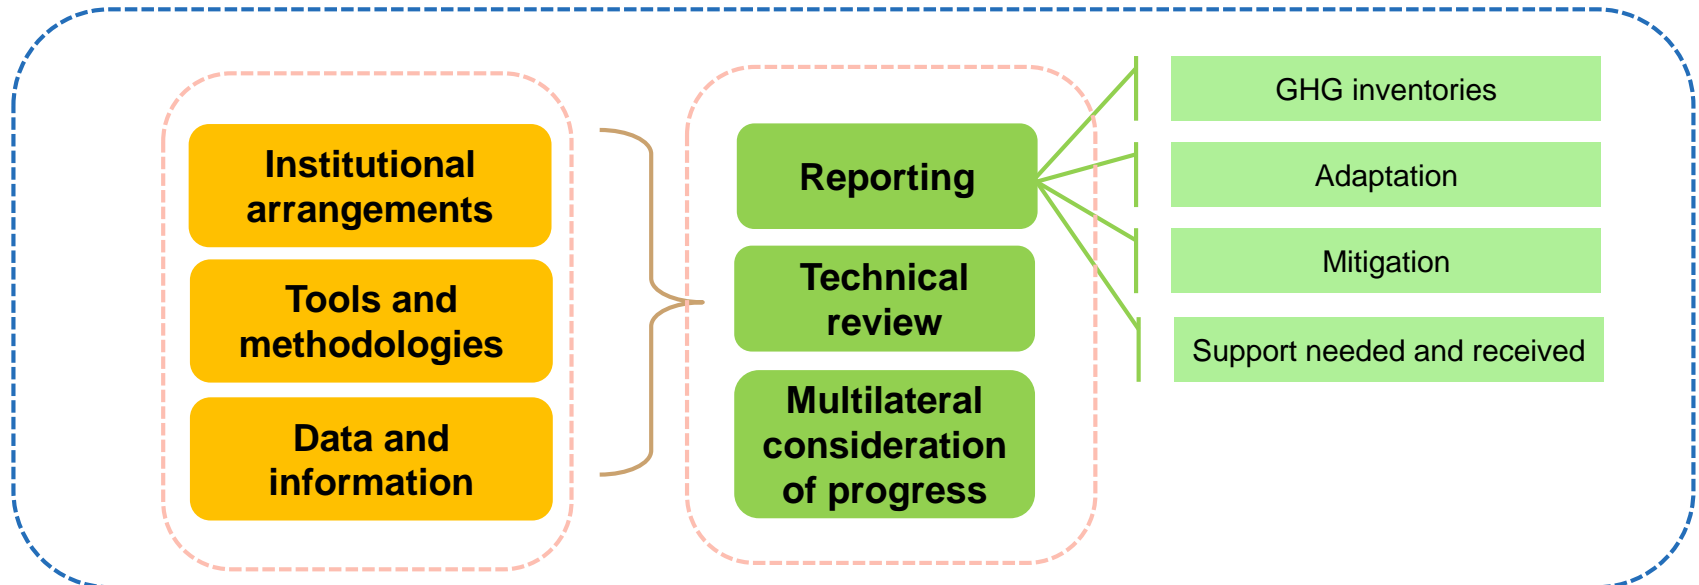 Institutional
arrangements
Tools and
methodologies
Data and
information
Reporting
Technical
review
Multilateral
consideration
of progress
GHG inventories
Adaptation
Mitigation
Support needed and received